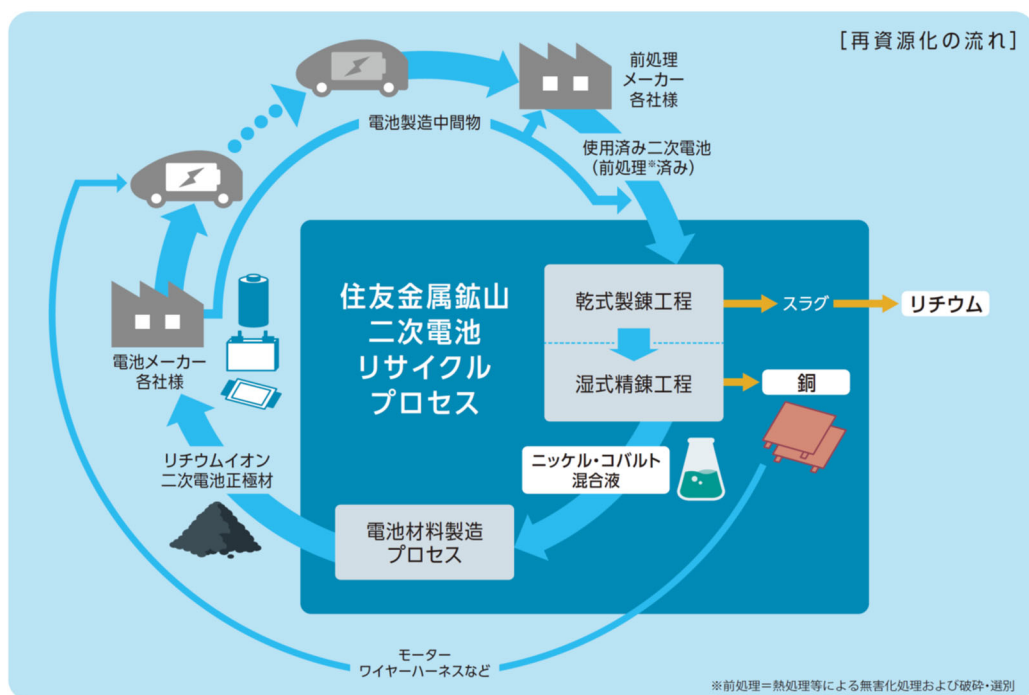 [再資源化の流れ]
前処理
メーカー
各社様
電池製造中間物
使用済み二次電池
(前処理※済み)
住友金属鉱山
二次電池
リサイクル
プロセス
乾式製錬工程
スラグ
リチウム
湿式精錬工程
銅
電池メーカー
各社様
リチウムイオン
二次電池正極材
ニッケル・コバルト
混合液
電池材料製造
プロセス
モーター
ワイヤーハーネスなど
※前処理=熱処理等による無害化処理および破砕・選別